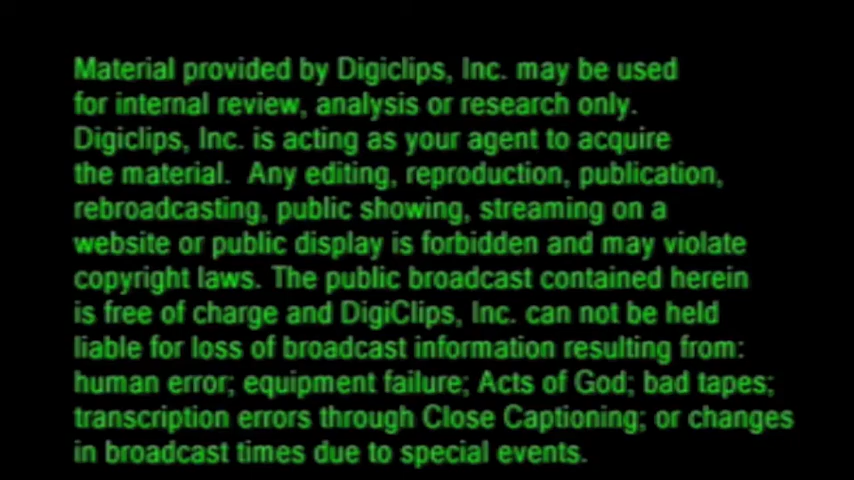 Material provided by Digiclips, Inc. may be used
for internal review, analysis or research only.
Digiclips, Inc. is acting as your agent to acquire
the material.  Any editing, reproduction, publication,
rebroadcasting, public showing, streaming on a
website or public display is forbidden and may violate
copyright laws. The public broadcast contained herein
is free of charge and DigiClips, Inc. can not be held
liable for loss of broadcast information resulting from:
human error; equipment failure; Acts of God; bad tapes;
transcription errors through Close Captioning; or changes
in broadcast times due to special events.